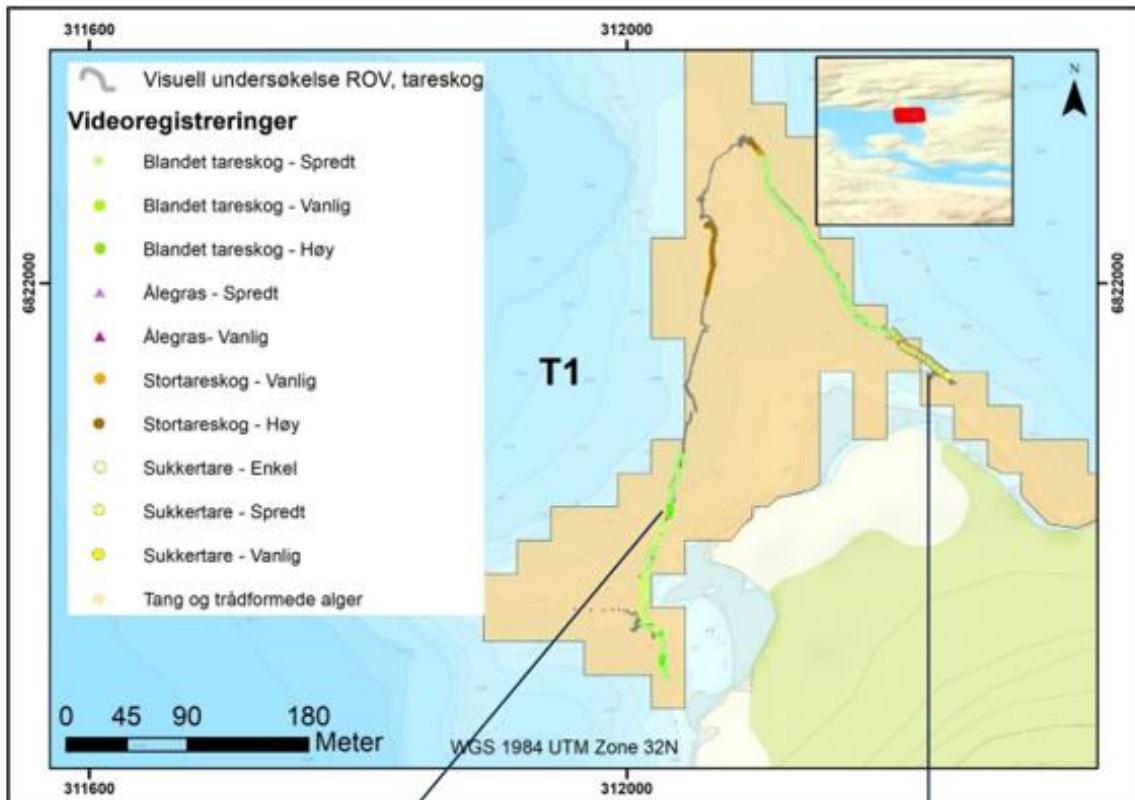 311600
312000
N
Visuell undersøkelse ROV, tareskog
Videoregistreringer
Blandet tareskog - Spredt
Blandet tareskog - Vanlig
Blandet tareskog - Høy
Ålegras - Spredt
Ålegras- Vanlig
Stortareskog - Vanlig
Stortareskog - Høy
Sukkertare - Enkel
Sukkertare - Spredt
Sukkertare - Vanlig
Tang og trådformede alger
6822000
6822000
T1
0 45 90 180
Meter
WGS 1984 UTM Zone 32N
311600
312000